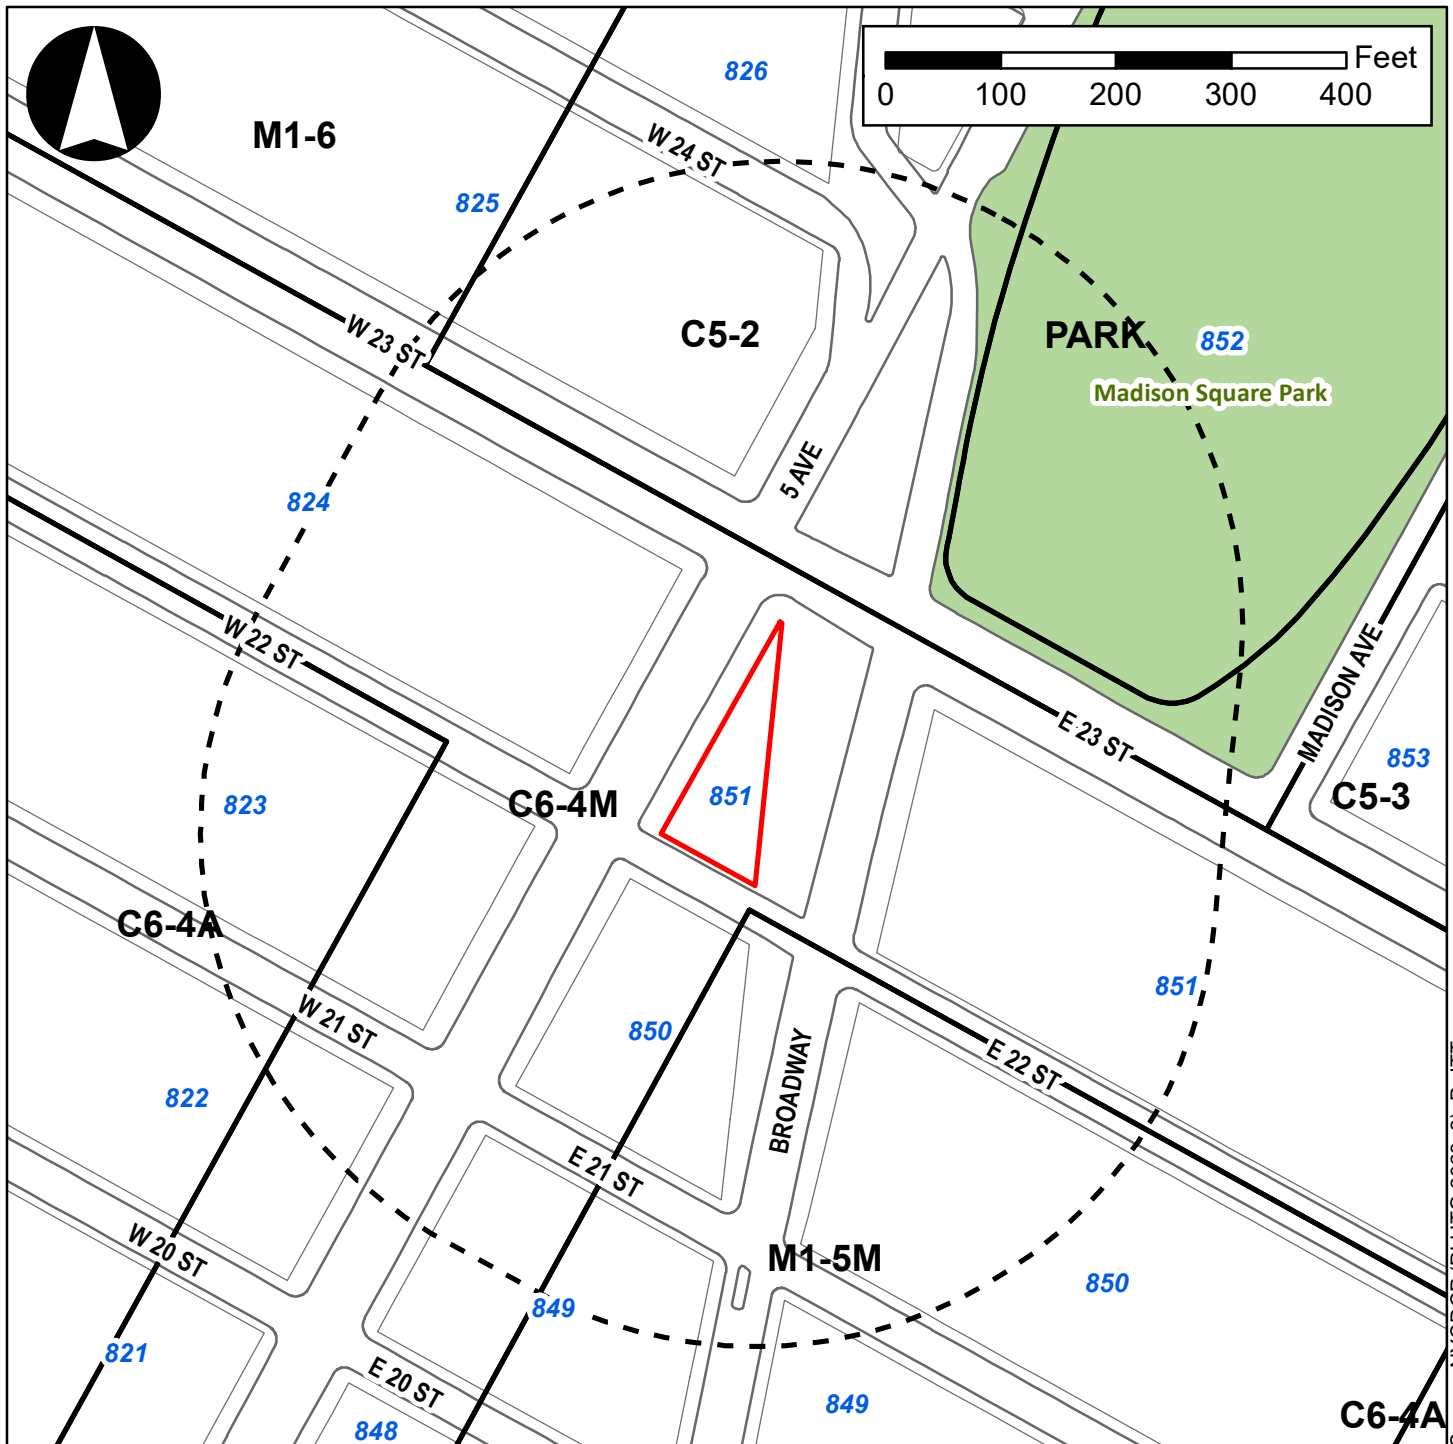 826
Feet
0 100 200 300 400
M1-6
W 24 ST
825
W 23 ST
C5-2
PARK
852
Madison Square Park
5 AVE
824
W 22 ST
MADISON AVE
E 23 ST
853
C5-3
C6-4M
851
823
C6-4A
851
W 21 ST
850
E 22 ST
BROADWAY
822
E 21 ST
W 20 ST
M1-5M
850
849
821
E 20 ST
849
848
C6-4A